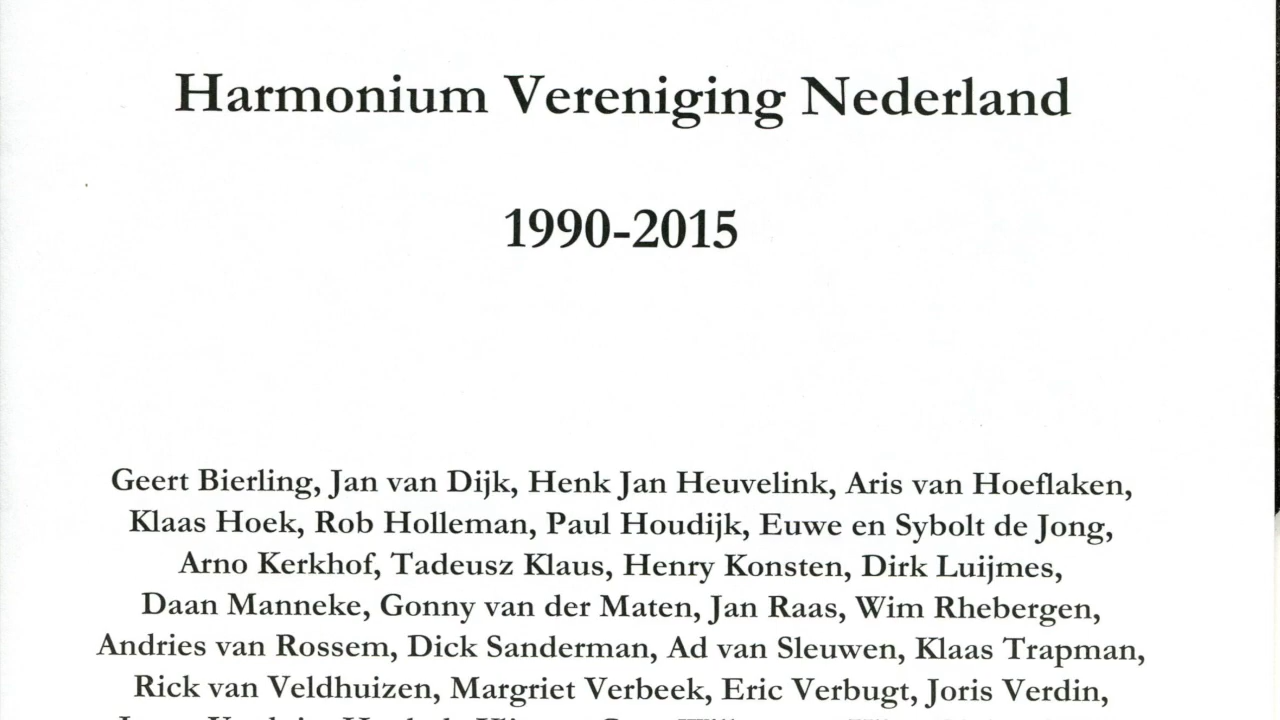 Harmonium Vereniging Nederland
1990-2015
Geert Bierling, Jan van Dijk, Henk Jan Heuvelink, Aris van Hoeflaken,
Klaas Hoek, Rob Holleman, Paul Houdijk, Euwe en Sybolt de Jong,
Arno Kerkhof, Tadeusz Klaus, Henry Konsten, Dirk Luijmes,
Daan Manneke, Gonny van der Maten, Jan Raas, Wim Rhebergen,
Andries van Rossem, Dick Sanderman, Ad van Sleuwen, Klaas Trapman,
Rick van Veldhuizen, Margriet Verbeek, Eric Verbugt, Joris Verdin,